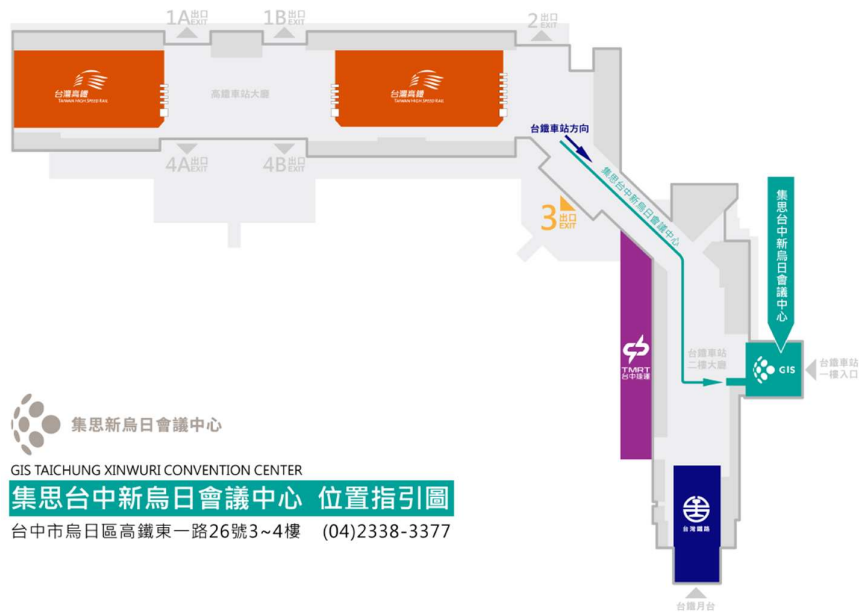 1A 出口 EXIT
1B 出口 EXIT
2 出口 EXIT
台灣高鐵
TAIWAN HIGH SPEED RAIL
高鐵車站大廳
台灣高鐵
TAIWAN HIGH SPEED RAIL
台鐵車站方向
4A 出口 EXIT
4B 出口 EXIT
集思台中新烏日會議中心
3 出口 EXIT
集思台中新烏日會議中心
TMRT
台中捷運
台鐵車站
二樓大廳
GIS
台鐵車站
一樓入口
集思新烏日會議中心
GIS TAICHUNG XINWURI CONVENTION CENTER
集思台中新烏日會議中心 位置指引圖
台中市烏日區高鐵東一路26號3~4樓 (04)2338-3377
台灣鐵路
台鐵月台